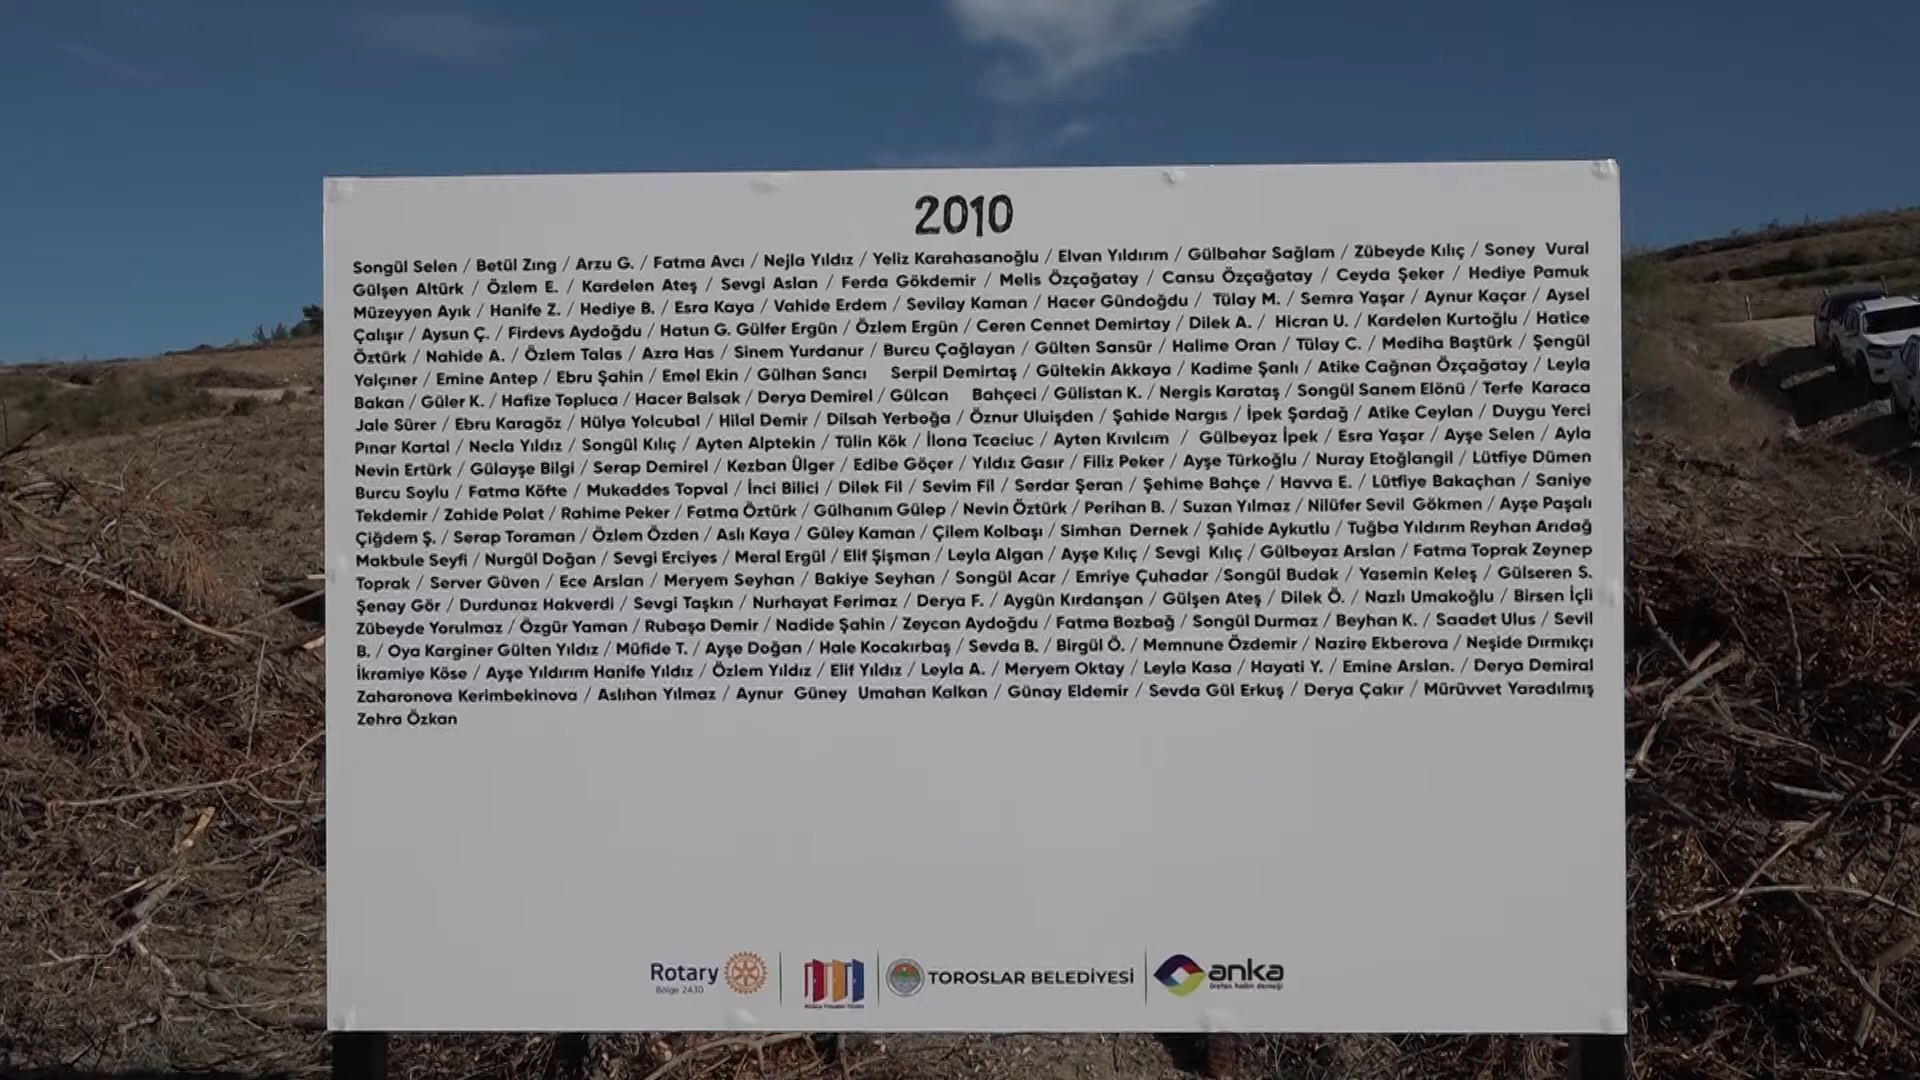 2010
Songül Selen / Betül Zıng / Arzu G. / Fatma Avcı / Nejla Yıldız / Yeliz Karahasanoğlu / Elvan Yıldırım / Gülbahar Sağlam / Zübeyde Kılıç / Soney Vural
Gülşen Altürk / Özlem E. / Kardelen Ateş / Sevgi Aslan / Ferda Gökdemir / Melis Özçağatay / Cansu Özçağatay / Ceyda Şeker / Hediye Pamuk
Müzeyyen Ayık / Hanife Z. / Hediye B. / Esra Kaya / Vahide Erdem / Sevilay Kaman / Hacer Gündoğdu / Tülay M. / Semra Yaşar / Aynur Kaçar / Aysel
Çalışır / Aysun Ç. / Firdevs Aydoğdu / Hatun G. Gülfer Ergün / Özlem Ergün / Ceren Cennet Demirtay / Dilek A. / Hicran U. / Kardelen Kurtoğlu / Hatice
Öztürk / Nahide A. / Özlem Talas / Azra Has / Sinem Yurdanur / Burcu Çağlayan / Gülten Sansür / Halime Oran / Tülay C. / Mediha Baştürk / Şengül
Yalçıner / Emine Antep / Ebru Şahin / Emel Ekin / Gülhan Sancı Serpil Demirtaş / Gültekin Akkaya / Kadime Şanlı / Atike Cağnan Özçağatay / Leyla
Bakan / Güler K. / Hafize Topluca / Hacer Balsak / Derya Demirel / Gülcan Bahçeci / Gülistan K. / Nergis Karataş / Songül Sanem Elönü / Terfe Karaca
Jale Sürer / Ebru Karagöz / Hülya Yolcubal / Hilal Demir / Dilsah Yerboğa / Öznur Uluişden / Şahide Nargıs / İpek Şardağ / Atike Ceylan / Duygu Yerci
Pınar Kartal / Necla Yıldız / Songül Kılıç / Ayten Alptekin / Tülin Kök / İlona Tcaciuc / Ayten Kıvılcım / Gülbeyaz İpek / Esra Yaşar / Ayşe Selen / Ayla
Nevin Ertürk / Gülayşe Bilgi / Serap Demirel / Kezban Ülger / Edibe Göçer / Yıldız Gasır / Filiz Peker / Ayşe Türkoğlu / Nuray Etoğlangil / Lütfiye Dümen
Burcu Soylu / Fatma Köfte / Mukaddes Topval / İnci Bilici / Dilek Fil / Sevim Fil / Serdar Şeran / Şehime Bahçe / Havva E. / Lütfiye Bakaçhan / Saniye
Tekdemir / Zahide Polat / Rahime Peker / Fatma Öztürk / Gülhanım Gülep / Nevin Öztürk / Perihan B. / Suzan Yılmaz / Nilüfer Sevil Gökmen / Ayşe Paşalı
Çiğdem Ş. / Serap Toraman / Özlem Özden / Aslı Kaya / Güley Kaman / Çilem Kolbaşı / Simhan Dernek / Şahide Aykutlu / Tuğba Yıldırım Reyhan Arıdağ
Makbule Seyfi / Nurgül Doğan / Sevgi Erciyes / Meral Ergül / Elif Şişman / Leyla Algan / Ayşe Kılıç / Sevgi Kılıç / Gülbeyaz Arslan / Fatma Toprak Zeynep
Toprak / Server Güven / Ece Arslan / Meryem Seyhan / Bakiye Seyhan / Songül Acar / Emriye Çuhadar /Songül Budak / Yasemin Keleş / Gülseren S.
Şenay Gör / Durdunaz Hakverdi / Sevgi Taşkın / Nurhayat Ferimaz / Derya F. / Aygün Kırdanşan / Gülşen Ateş / Dilek Ö. / Nazlı Umakoğlu / Birsen İçli
Zübeyde Yorulmaz / Özgür Yaman / Rubaşa Demir / Nadide Şahin / Zeycan Aydoğdu / Fatma Bozbağ / Songül Durmaz / Beyhan K. / Saadet Ulus / Sevil
B. / Oya Karginer Gülten Yıldız / Müfide T. / Ayşe Doğan / Hale Kocakırbaş / Sevda B. / Birgül Ö. / Memnune Özdemir / Nazire Ekberova / Neşide Dırmıkçı
İkramiye Köse / Ayşe Yıldırım Hanife Yıldız / Özlem Yıldız / Elif Yıldız / Leyla A. / Meryem Oktay / Leyla Kasa / Hayati Y. / Emine Arslan. / Derya Demiral
Zaharonova Kerimbekinova / Aslıhan Yılmaz / Aynur Güney Umahan Kalkan / Günay Eldemir / Sevda Gül Erkuş / Derya Çakır / Mürüvvet Yaradılmış
Zehra Özkan
Rotary
Bölge 2430
TOROSLAR BELEDİYESİ
anka
üreten kadın derneği